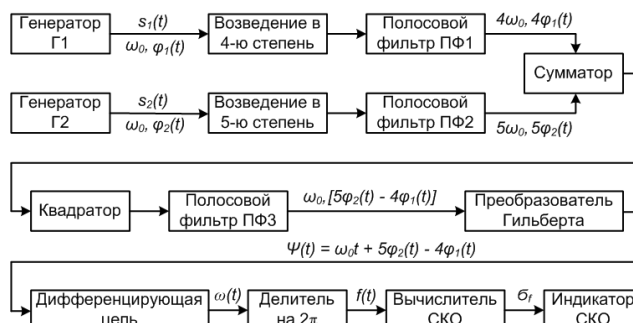 Генератор
Г1
s₁(t)
ω₀, φ₁(t)
Возведение в
4-ю степень
Полосовой
фильтр ПФ1
4ω₀, 4φ₁(t)
Сумматор
Генератор
Г2
s₂(t)
ω₀, φ₂(t)
Возведение в
5-ю степень
Полосовой
фильтр ПФ2
5ω₀, 5φ₂(t)
Квадратор
Полосовой
фильтр ПФ3
ω₀,[5φ₂(t) - 4φ₁(t)]
Преобразователь
Гильберта
Ψ(t) = ω₀t + 5φ₂(t) - 4φ₁(t)
Дифференцирующая
цепь
ω(t)
Делитель
на 2π
f(t)
Вычислитель
СКО
σ_f
Индикатор
СКО